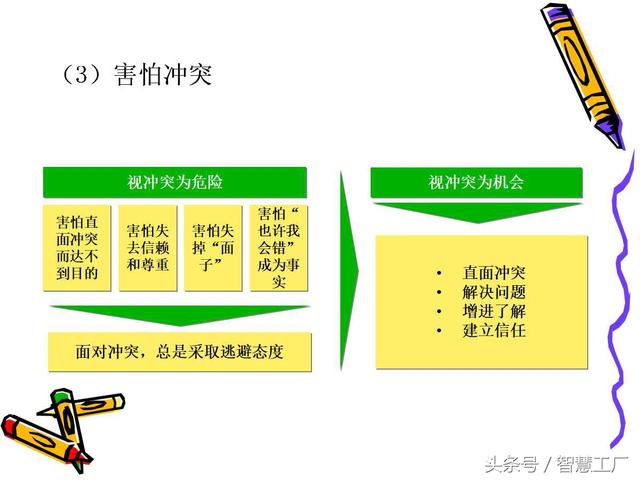 （3）害怕冲突
视冲突为危险
害怕直
面冲突
而达不
到目的
害怕失
去信赖
和尊重
害怕失
掉“面
子”
害怕“
也许我
会错”
成为事
实
面对冲突，总是采取逃避态度
视冲突为机会
• 直面冲突
• 解决问题
• 增进了解
• 建立信任
头条号 / 智慧工厂